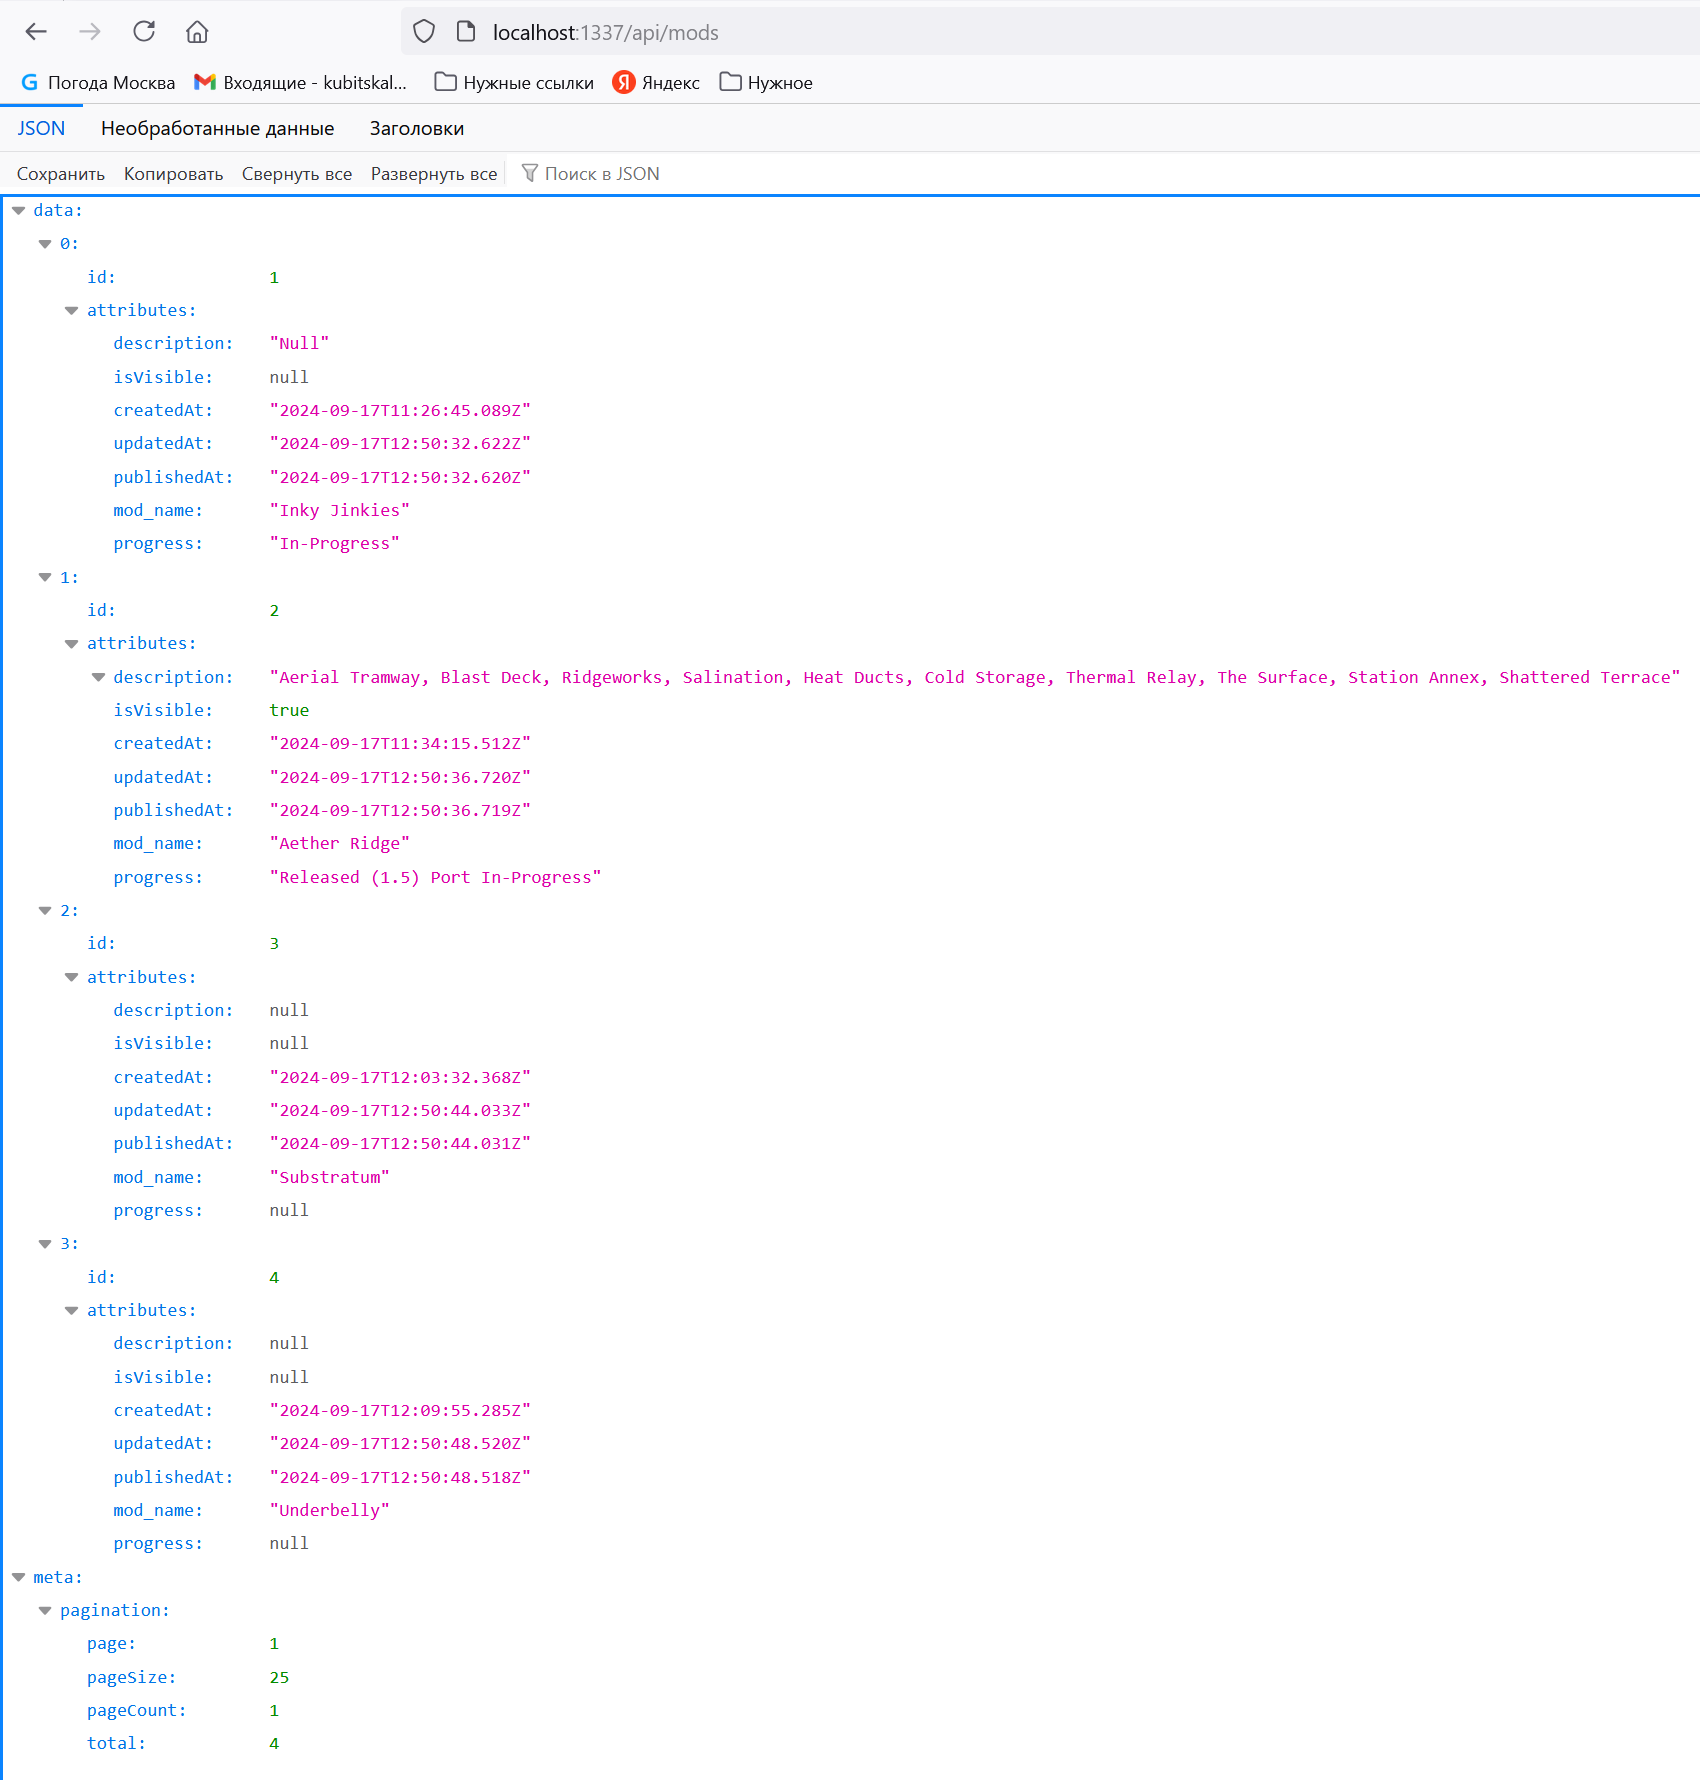 localhost:1337/api/mods
Погода Москва Входящие - kubitskal... Нужные ссылки Яндекс Нужное
JSON Необработанные данные Заголовки
Сохранить Копировать Свернуть все Развернуть все Поиск в JSON
data:
0:
id: 1
attributes:
description: "Null"
isVisible: null
createdAt: "2024-09-17T11:26:45.089Z"
updatedAt: "2024-09-17T12:50:32.622Z"
publishedAt: "2024-09-17T12:50:32.620Z"
mod_name: "Inky Jinkies"
progress: "In-Progress"
1:
id: 2
attributes:
description: "Aerial Tramway, Blast Deck, Ridgeworks, Salination, Heat Ducts, Cold Storage, Thermal Relay, The Surface, Station Annex, Shattered Terrace"
isVisible: true
createdAt: "2024-09-17T11:34:15.512Z"
updatedAt: "2024-09-17T12:50:36.720Z"
publishedAt: "2024-09-17T12:50:36.719Z"
mod_name: "Aether Ridge"
progress: "Released (1.5) Port In-Progress"
2:
id: 3
attributes:
description: null
isVisible: null
createdAt: "2024-09-17T12:03:32.368Z"
updatedAt: "2024-09-17T12:50:44.033Z"
publishedAt: "2024-09-17T12:50:44.031Z"
mod_name: "Substratum"
progress: null
3:
id: 4
attributes:
description: null
isVisible: null
createdAt: "2024-09-17T12:09:55.285Z"
updatedAt: "2024-09-17T12:50:48.520Z"
publishedAt: "2024-09-17T12:50:48.518Z"
mod_name: "Underbelly"
progress: null
meta:
pagination:
page: 1
pageSize: 25
pageCount: 1
total: 4